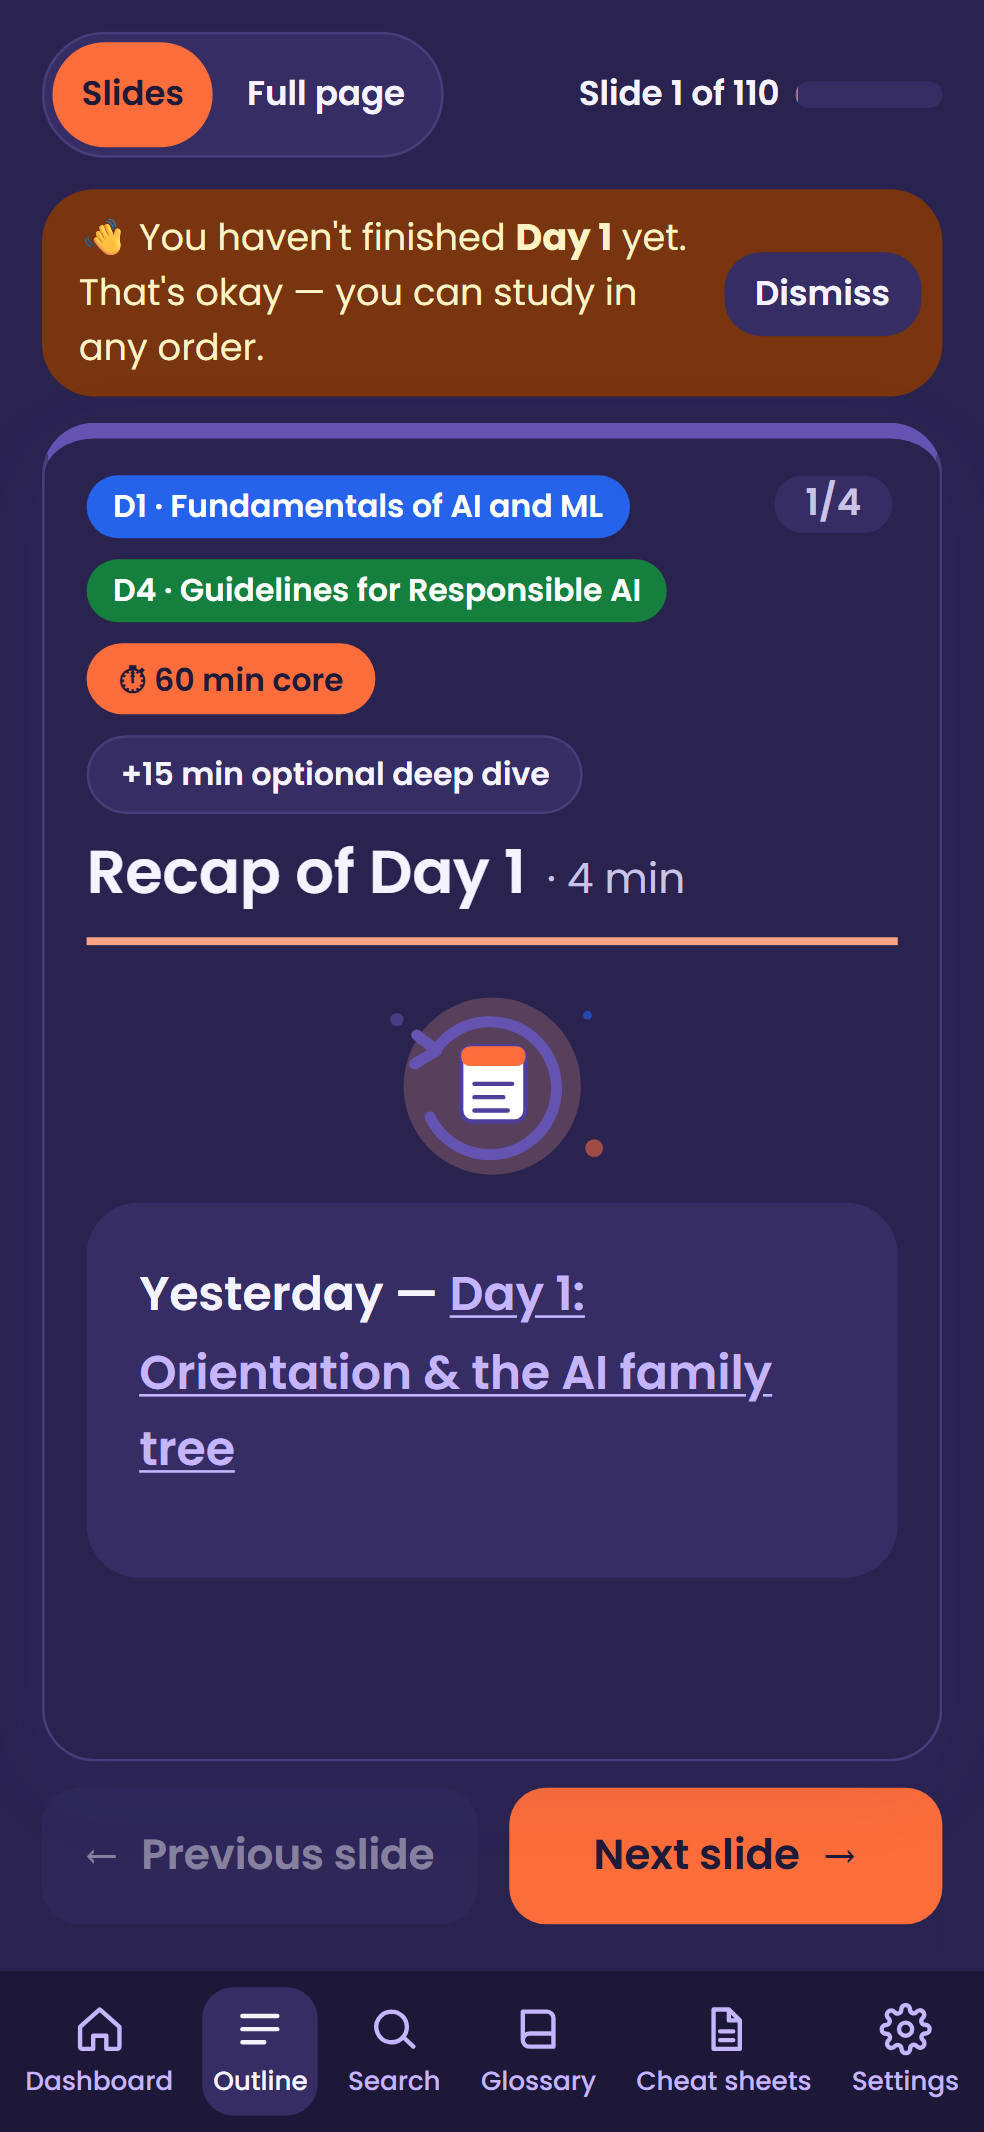 Slides
Full page
Slide 1 of 110
👋 You haven't finished Day 1 yet.
That's okay — you can study in
any order.
Dismiss
D1 · Fundamentals of AI and ML
1/4
D4 · Guidelines for Responsible AI
⏱ 60 min core
+15 min optional deep dive
Recap of Day 1 · 4 min
Yesterday — Day 1:
Orientation & the AI family
tree
← Previous slide
Next slide →
Dashboard
Outline
Search
Glossary
Cheat sheets
Settings